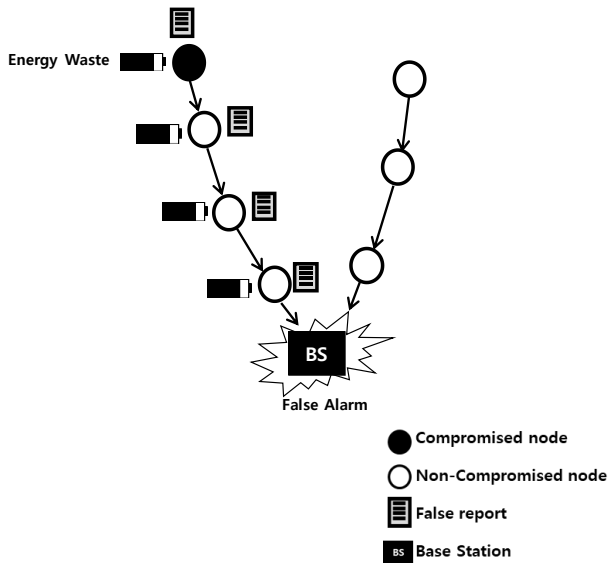 Energy Waste
BS
False Alarm
Compromised node
Non-Compromised node
False report
BS Base Station